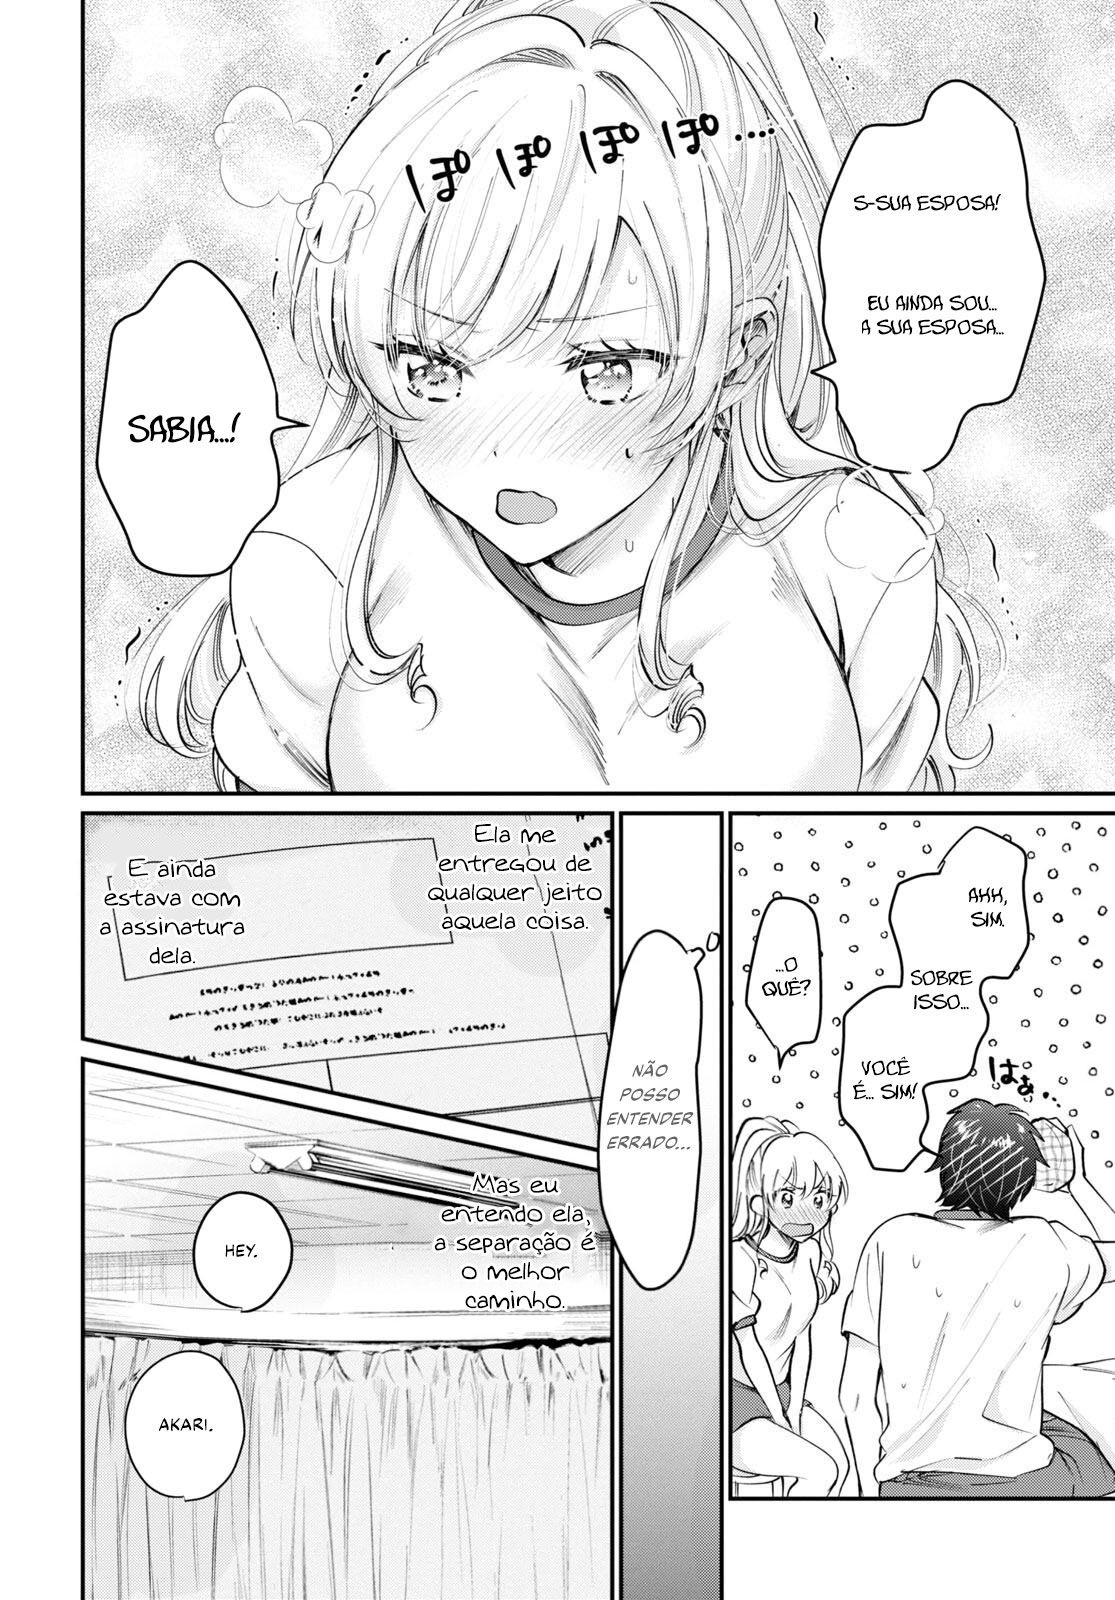 ぽ ぽ ぽ ぽ....
S-SUA ESPOSA!
EU AINDA SOU...
A SUA ESPOSA...
SABIA...!
AHH,
SIM.
SOBRE
ISSO...
VOCÊ
É... SIM!
...O
QUÊ?
はぁ...
NÃO
POSSO
ENTENDER
ERRADO...
Ela me
entregou de
qualquer jeito
aquela coisa.
E ainda
estava com
a assinatura
dela.
Mas eu
entendo ela,
a separação é
o melhor
caminho.
HEY.
AKARI.